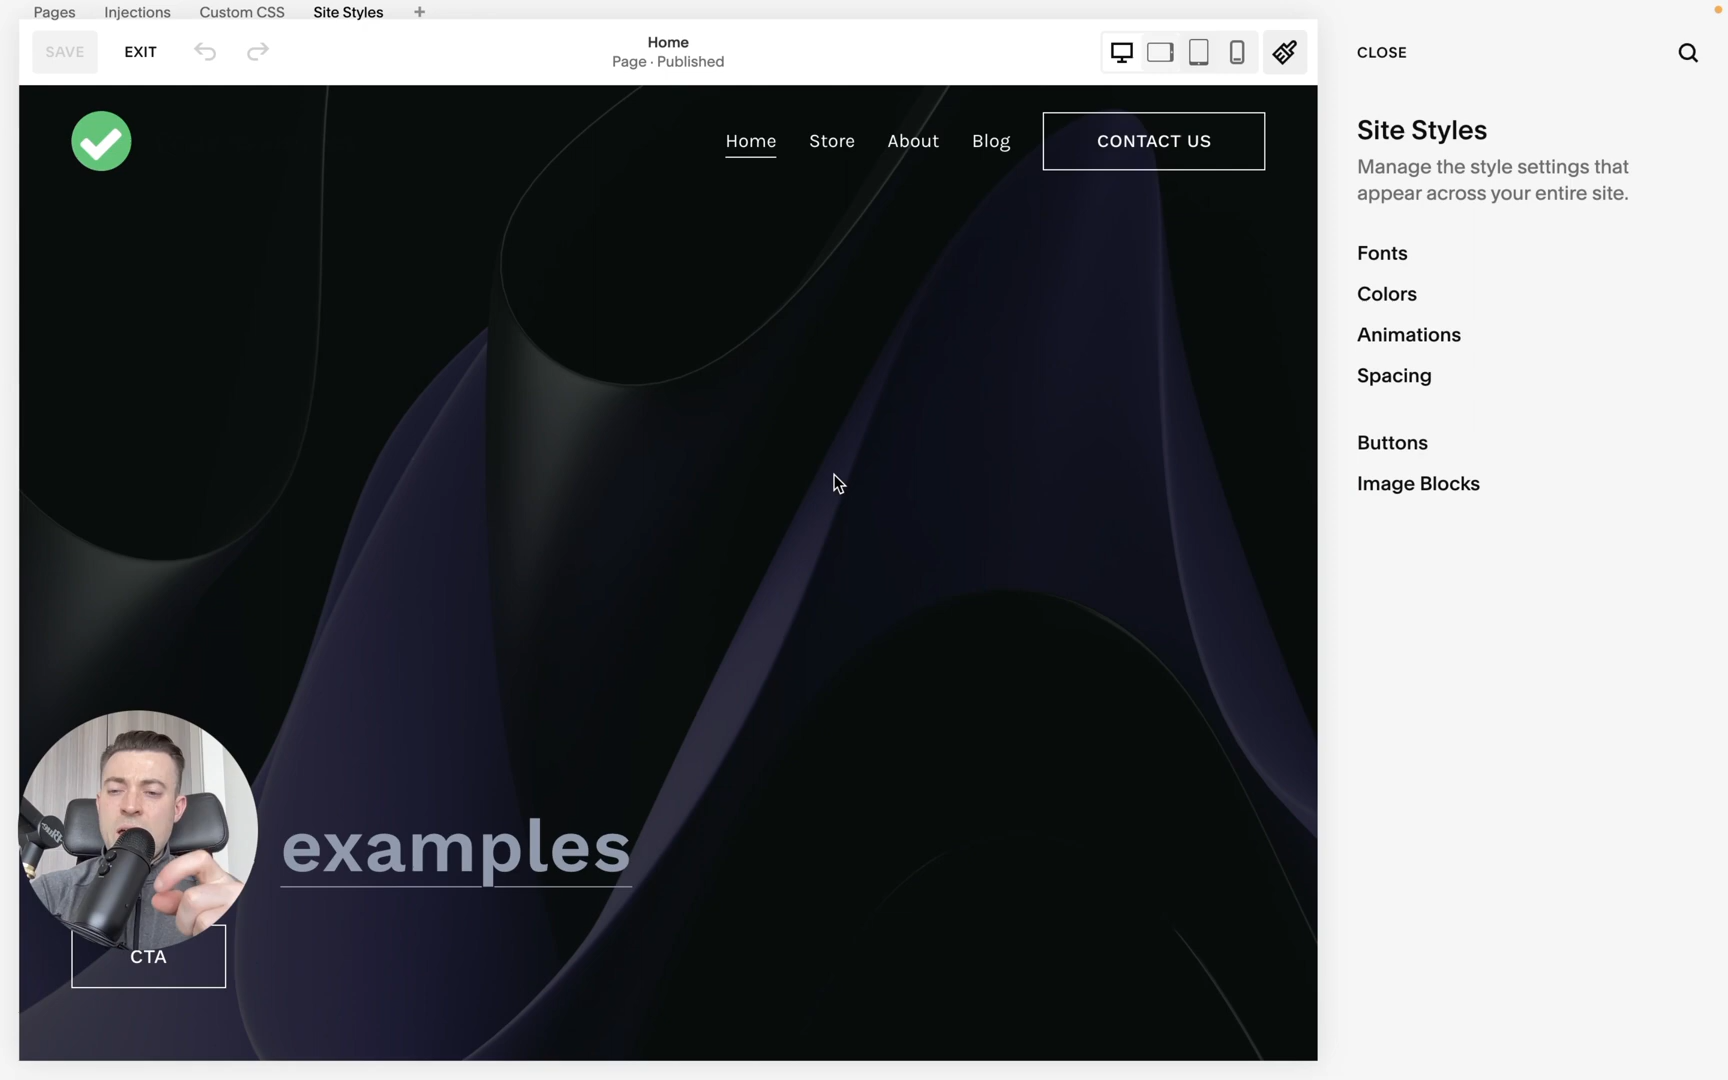 Pages Injections Custom CSS Site Styles +
SAVE EXIT
Home
Page · Published
CLOSE
Home Store About Blog CONTACT US
Site Styles
Manage the style settings that
appear across your entire site.
Fonts
Colors
Animations
Spacing
Buttons
Image Blocks
examples
CTA